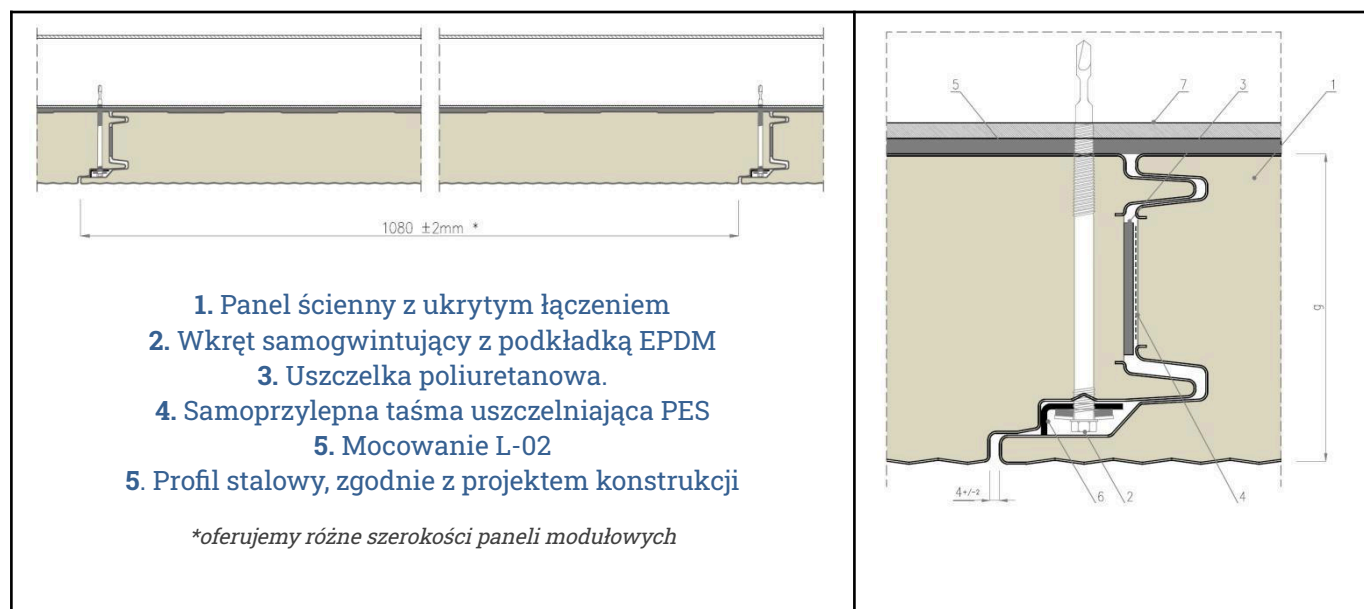 1080 ±2mm *
1. Panel ścienny z ukrytym łączeniem
2. Wkręt samogwintujący z podkładką EPDM
3. Uszczelka poliuretanowa.
4. Samoprzylepna taśma uszczelniająca PES
5. Mocowanie L-02
5. Profil stalowy, zgodnie z projektem konstrukcji
*oferujemy różne szerokości paneli modułowych
5 7 3 1
g
4+/-2
6 2 4